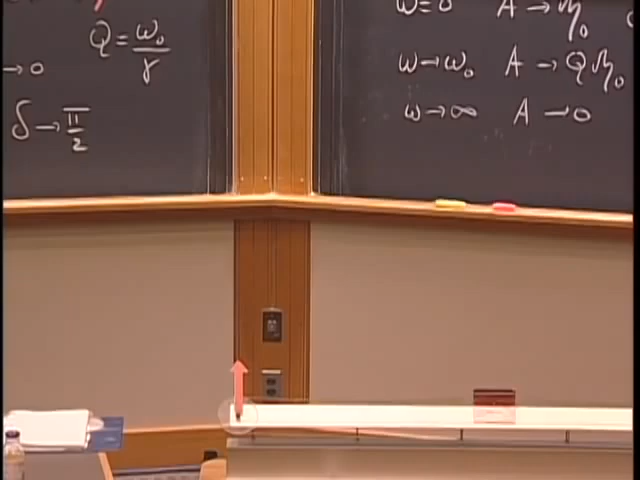 Q = ω₀/γ
→ 0
δ → π/2
ω = 0 A → η₀
ω → ω₀ A → Qη₀
ω → ∞ A → 0